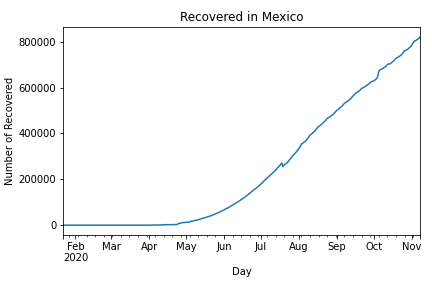 Recovered in Mexico
Number of Recovered
800000
600000
400000
200000
0
Feb Mar Apr May Jun Jul Aug Sep Oct Nov
2020
Day